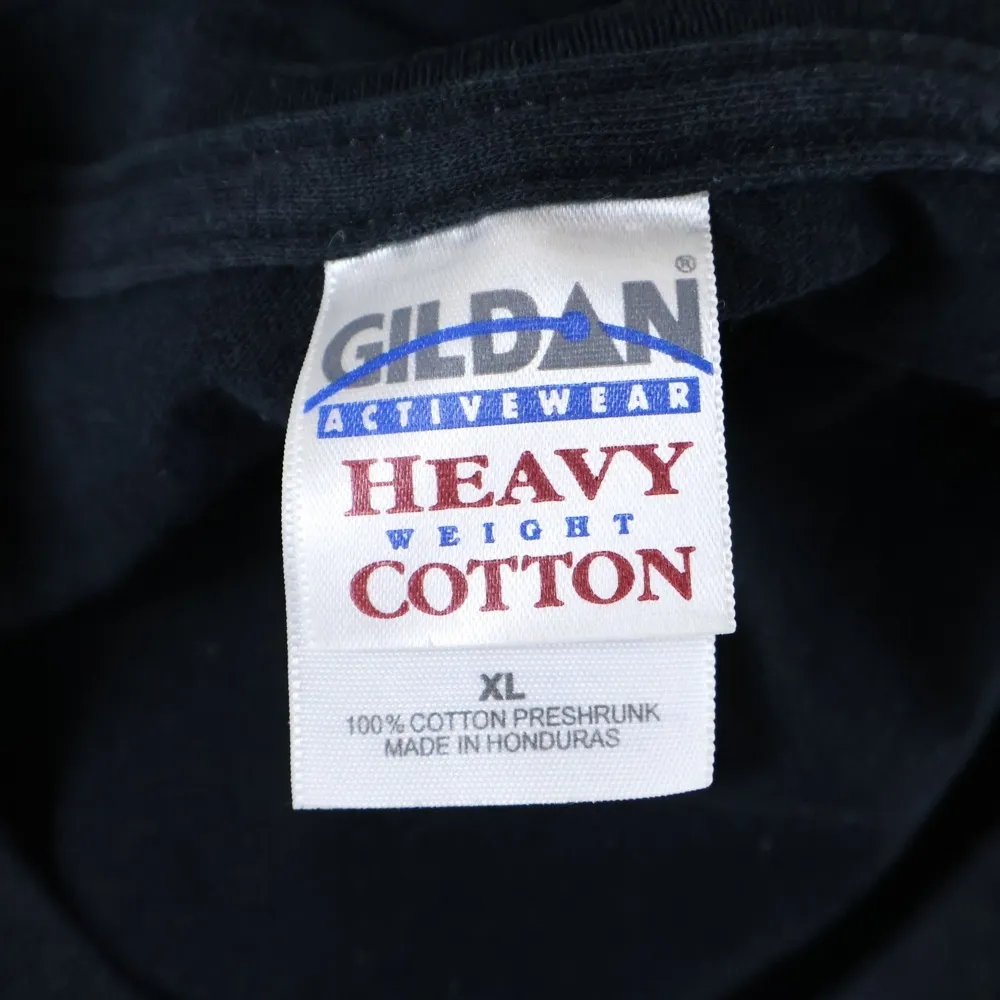 GILDAN®
ACTIVEWEAR
HEAVY
WEIGHT
COTTON
XL
100% COTTON PRESHRUNK
MADE IN HONDURAS